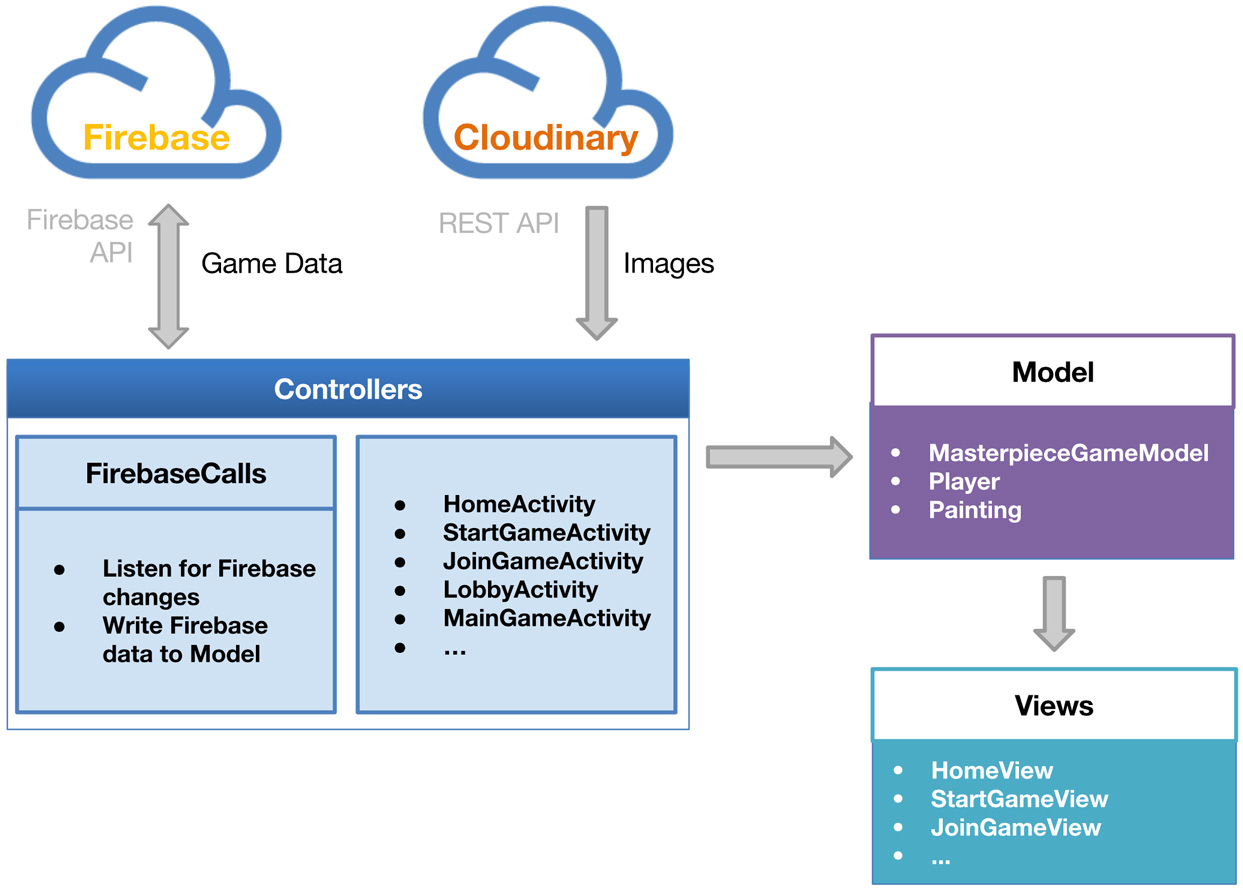 Firebase
Cloudinary
Firebase
API
Game Data
REST API
Images
Controllers
FirebaseCalls
• Listen for Firebase
changes
• Write Firebase
data to Model
• HomeActivity
• StartGameActivity
• JoinGameActivity
• LobbyActivity
• MainGameActivity
• ...
Model
• MasterpieceGameModel
• Player
• Painting
Views
• HomeView
• StartGameView
• JoinGameView
• ...